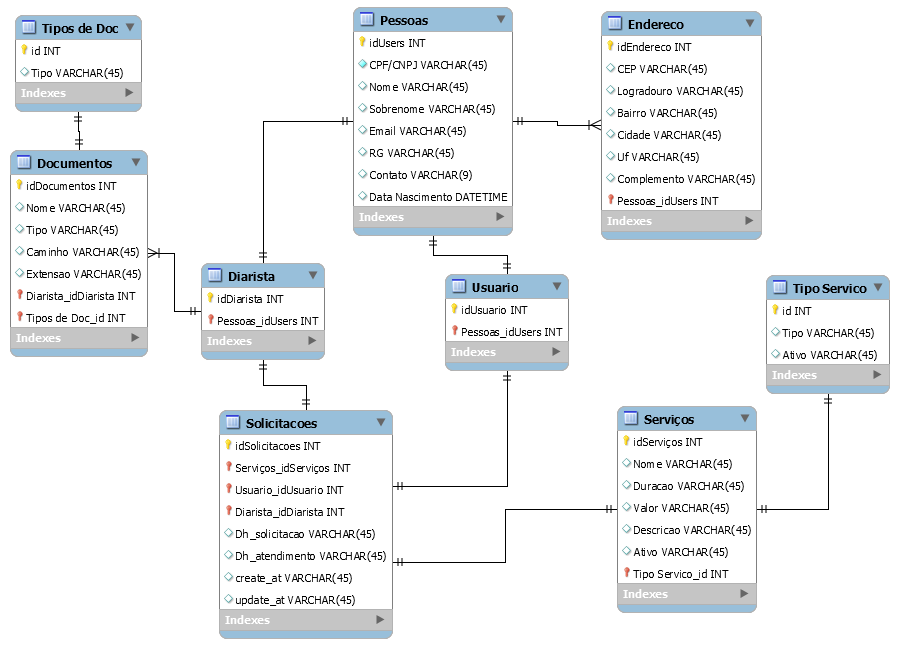 Tipos de Doc
id INT
Tipo VARCHAR(45)
Indexes
Pessoas
idUsers INT
CPF/CNPJ VARCHAR(45)
Nome VARCHAR(45)
Sobrenome VARCHAR(45)
Email VARCHAR(45)
RG VARCHAR(45)
Contato VARCHAR(9)
Data Nascimento DATETIME
Indexes
Endereco
idEndereco INT
CEP VARCHAR(45)
Logradouro VARCHAR(45)
Bairro VARCHAR(45)
Cidade VARCHAR(45)
Uf VARCHAR(45)
Complemento VARCHAR(45)
Pessoas_idUsers INT
Indexes
Documentos
idDocumentos INT
Nome VARCHAR(45)
Tipo VARCHAR(45)
Caminho VARCHAR(45)
Extensao VARCHAR(45)
Diarista_idDiarista INT
Tipos de Doc_id INT
Indexes
Diarista
idDiarista INT
Pessoas_idUsers INT
Indexes
Usuario
idUsuario INT
Pessoas_idUsers INT
Indexes
Tipo Servico
id INT
Tipo VARCHAR(45)
Ativo VARCHAR(45)
Indexes
Solicitacoes
idSolicitacoes INT
Serviços_idServiços INT
Usuario_idUsuario INT
Diarista_idDiarista INT
Dh_solicitacao VARCHAR(45)
Dh_atendimento VARCHAR(45)
create_at VARCHAR(45)
update_at VARCHAR(45)
Indexes
Serviços
idServiços INT
Nome VARCHAR(45)
Duracao VARCHAR(45)
Valor VARCHAR(45)
Descricao VARCHAR(45)
Ativo VARCHAR(45)
Tipo Servico_id INT
Indexes